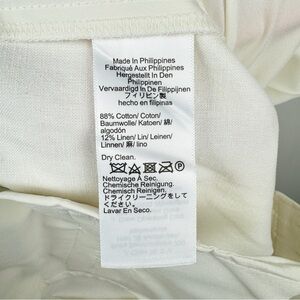 Made In Philippines
Fabriqué Aux Philippines
Hergestellt In Den
Philippinen
Vervaardigd In De Filippijnen
フィリピン製
hecho en filipinas
88% Cotton/ Coton/
Baumwolle/ Katoen/ 綿/
algodón
12% Linen/ Lin/ Leinen/
Linnen/ 麻/ lino
Dry Clean.
P
Nettoyage À Sec.
Chemische Reinigung.
Chemische Reinigen.
ドライクリーニングをして
ください。
Lavar En Seco.